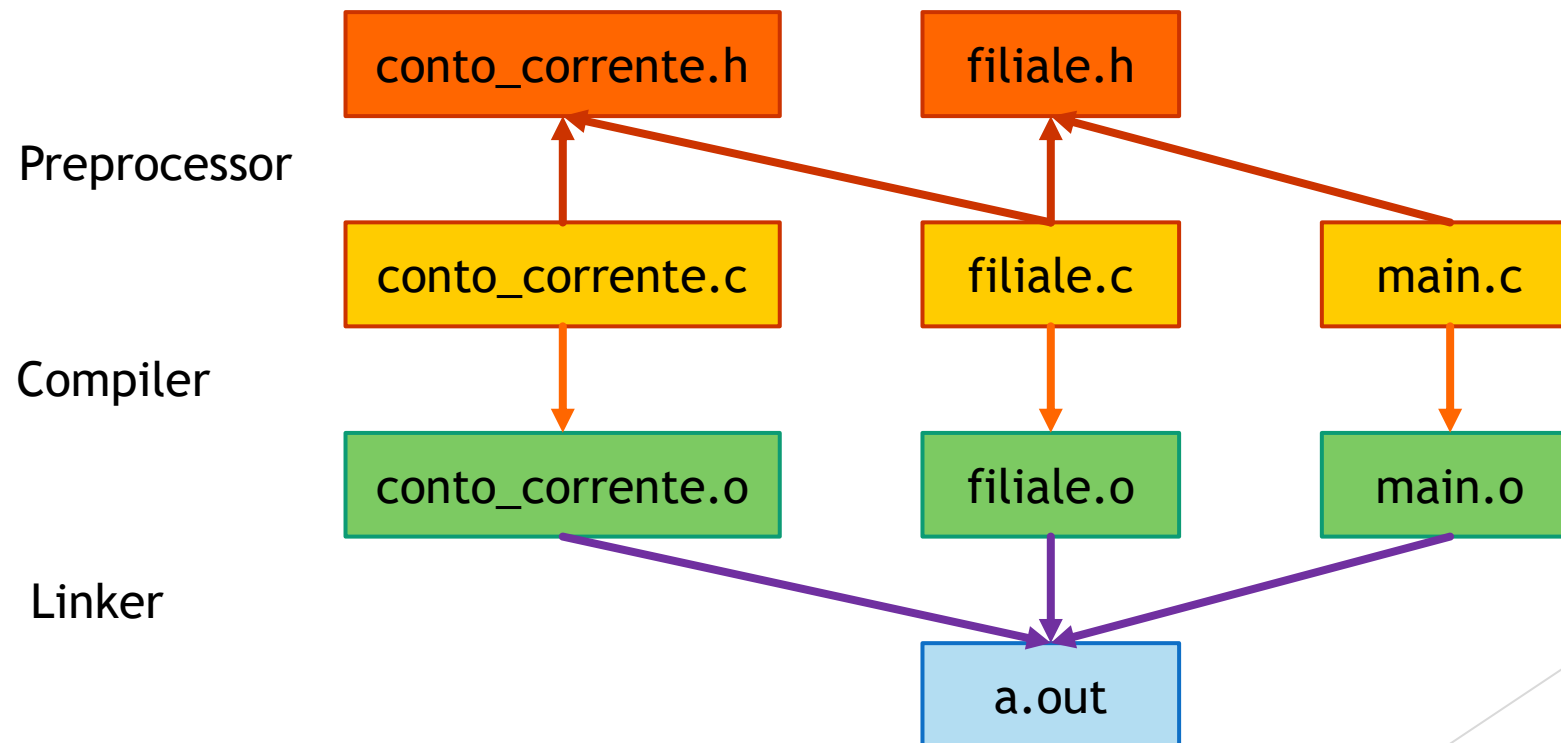 conto_corrente.h filiale.h
Preprocessor
conto_corrente.c filiale.c main.c
Compiler
conto_corrente.o filiale.o main.o
Linker
a.out